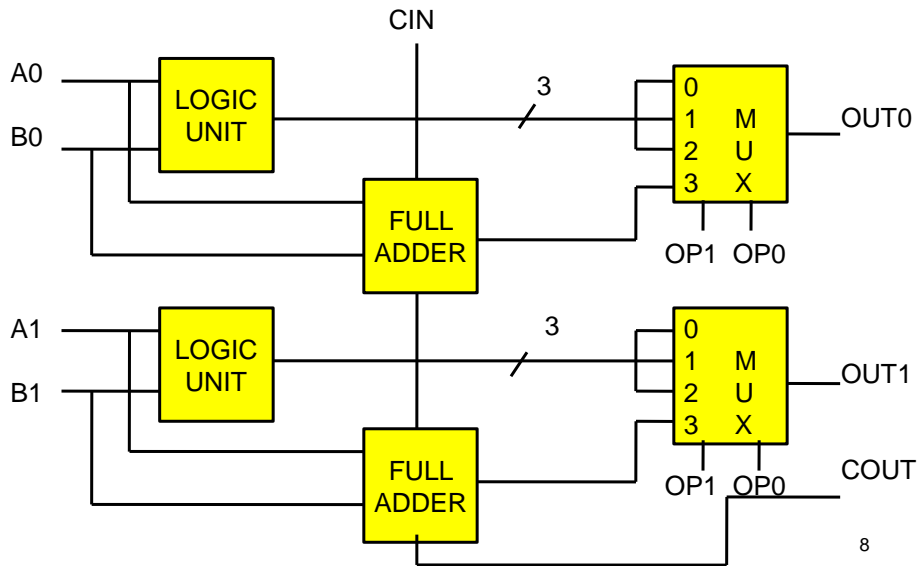 CIN
A0
B0
LOGIC
UNIT
3
0
1 M
2 U
3 X
OUT0
OP1 OP0
FULL
ADDER
A1
B1
LOGIC
UNIT
3
0
1 M
2 U
3 X
OUT1
OP1 OP0
FULL
ADDER
COUT
8